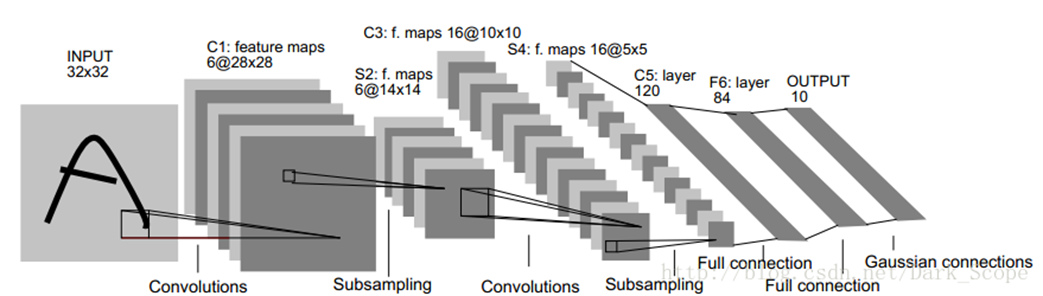 INPUT
32x32
C1: feature maps
6@28x28
S2: f. maps
6@14x14
C3: f. maps 16@10x10
S4: f. maps 16@5x5
C5: layer
120
F6: layer
84
OUTPUT
10
Convolutions
Subsampling
Convolutions
Subsampling
Full connection
Full connection
Gaussian connections
http://blog.csdn.net/Dark_Scope